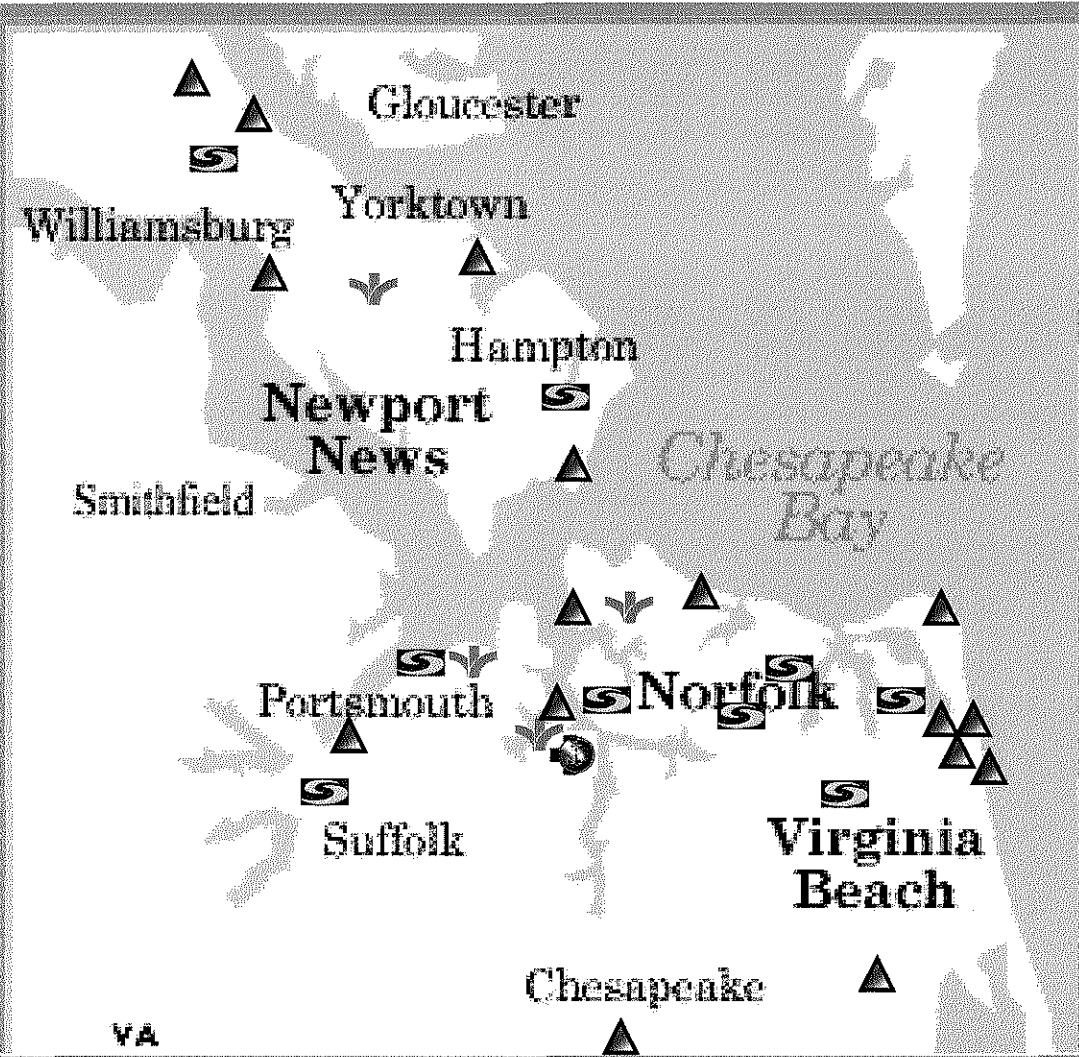 Gloucester
Yorktown
Williamsburg
Hampton
Newport
News
Chesapeake
Bay
Smithfield
Norfolk
Portsmouth
Suffolk
Virginia
Beach
Chesapeake
VA